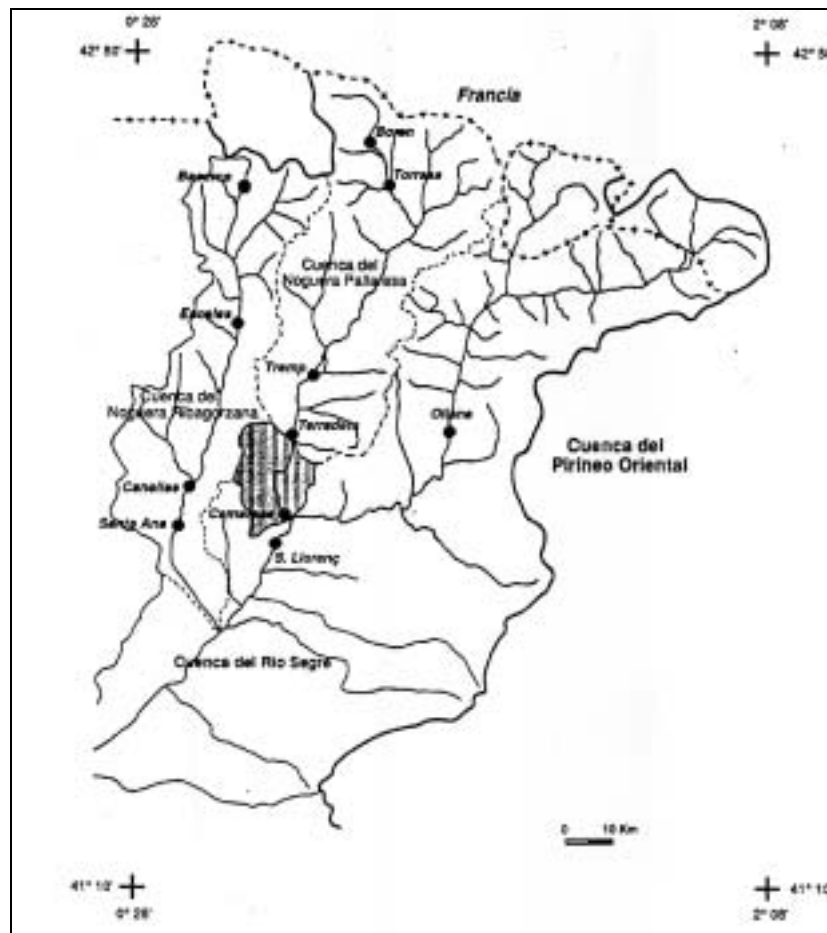 0° 28'
2° 08'
42° 50'
42° 50
Francia
Boren
Torrasa
Cuenca del
Noguera Pallaresa
Escales
Tremp
Cuenca del
Noguera Ribagorzana
Terradets
Oliana
Cuenca del
Pirineo Oriental
Canelles
Camarasa
Santa Ana
S. Llorenç
Cuenca del Río Segre
0 10 Km
41° 10'
41° 10
0° 28'
2° 08'